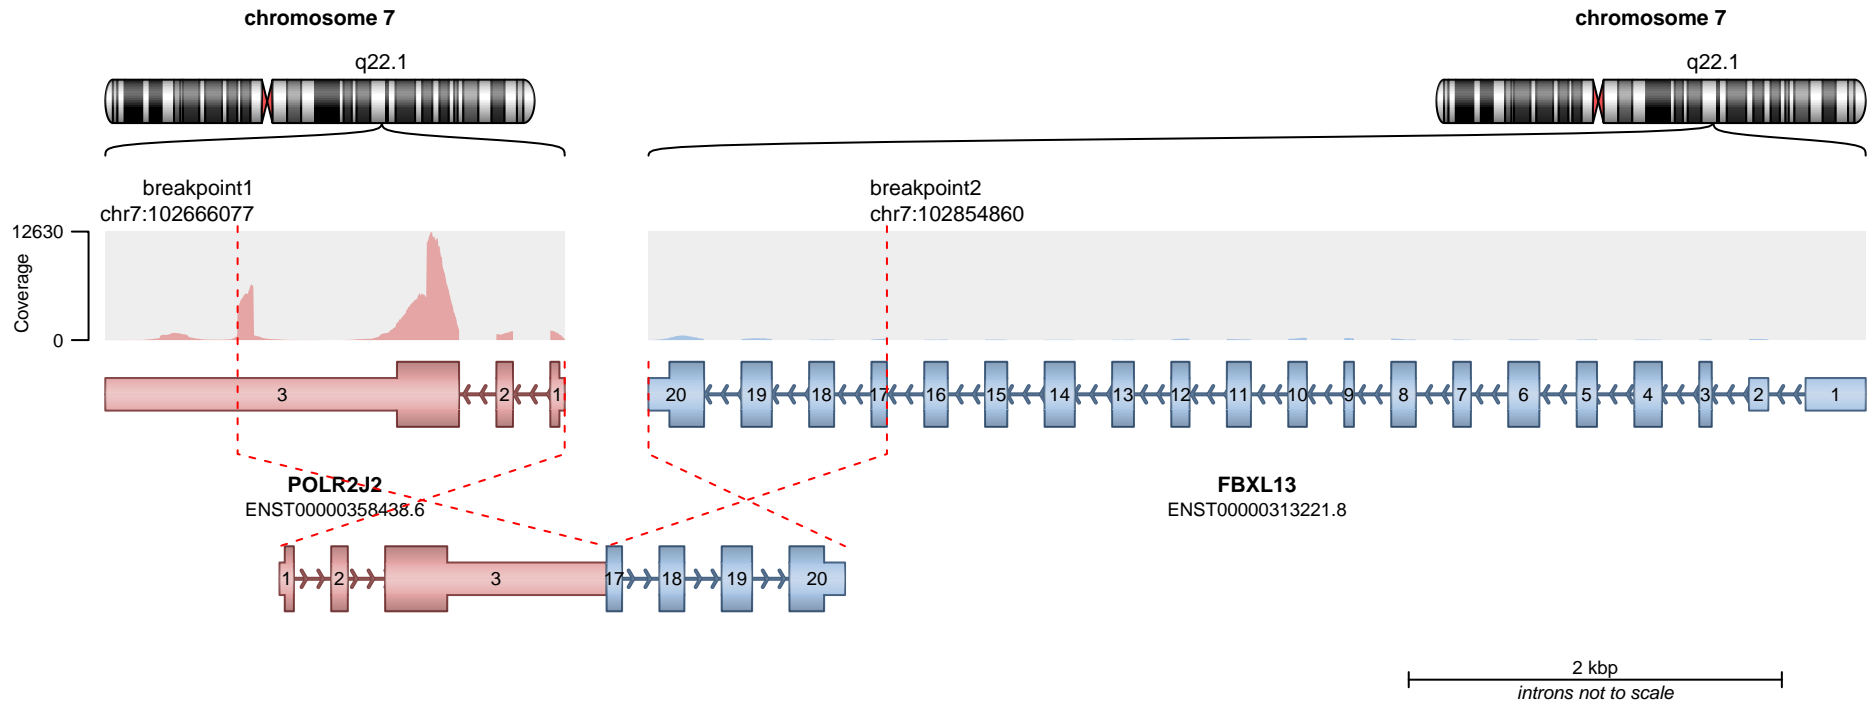 chromosome 7
chromosome 7
q22.1
q22.1
breakpoint1
chr7:102666077
breakpoint2
chr7:102854860
12630
Coverage
0
3 2 1
20 19 18 17 16 15 14 13 12 11 10 9 8 7 6 5 4 3 2 1
POLR2J2
ENST00000358438.6
FBXL13
ENST00000313221.8
1 2 3 17 18 19 20
2 kbp
introns not to scale